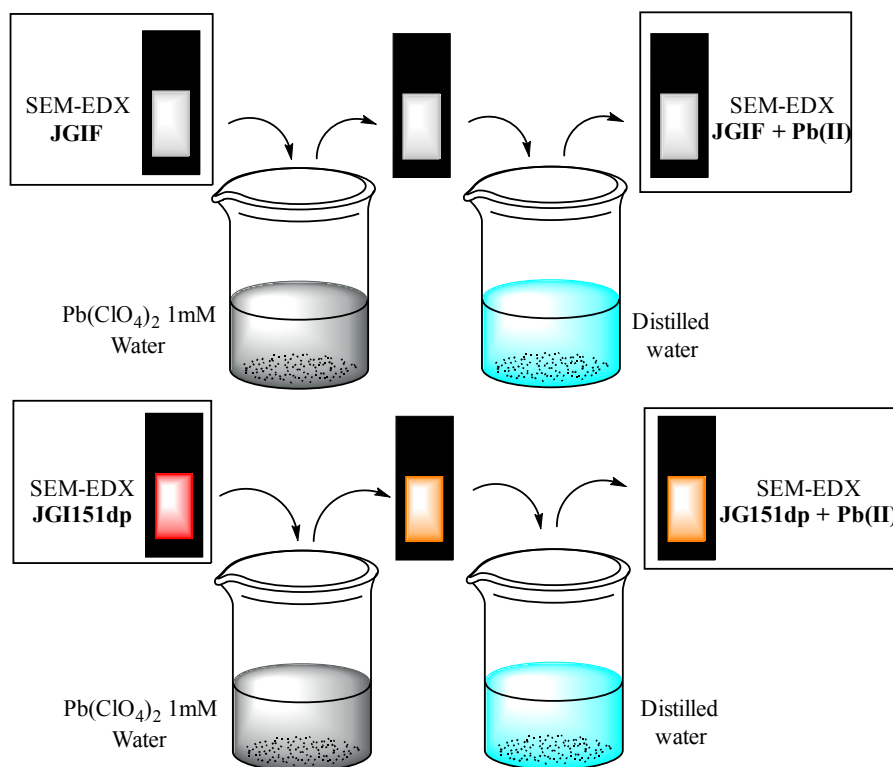 SEM-EDX
JGIF
SEM-EDX
JGIF + Pb(II)
Pb(ClO₄)₂ 1mM
Water
Distilled
water
SEM-EDX
JGI151dp
SEM-EDX
JG151dp + Pb(II)
Pb(ClO₄)₂ 1mM
Water
Distilled
water